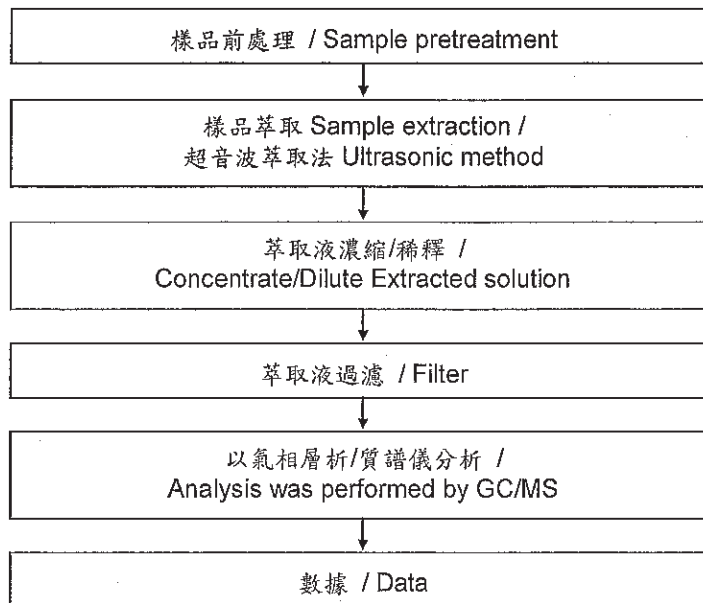 樣品前處理 / Sample pretreatment
樣品萃取 Sample extraction /
超音波萃取法 Ultrasonic method
萃取液濃縮/稀釋 /
Concentrate/Dilute Extracted solution
萃取液過濾 / Filter
以氣相層析/質譜儀分析 /
Analysis was performed by GC/MS
數據 / Data